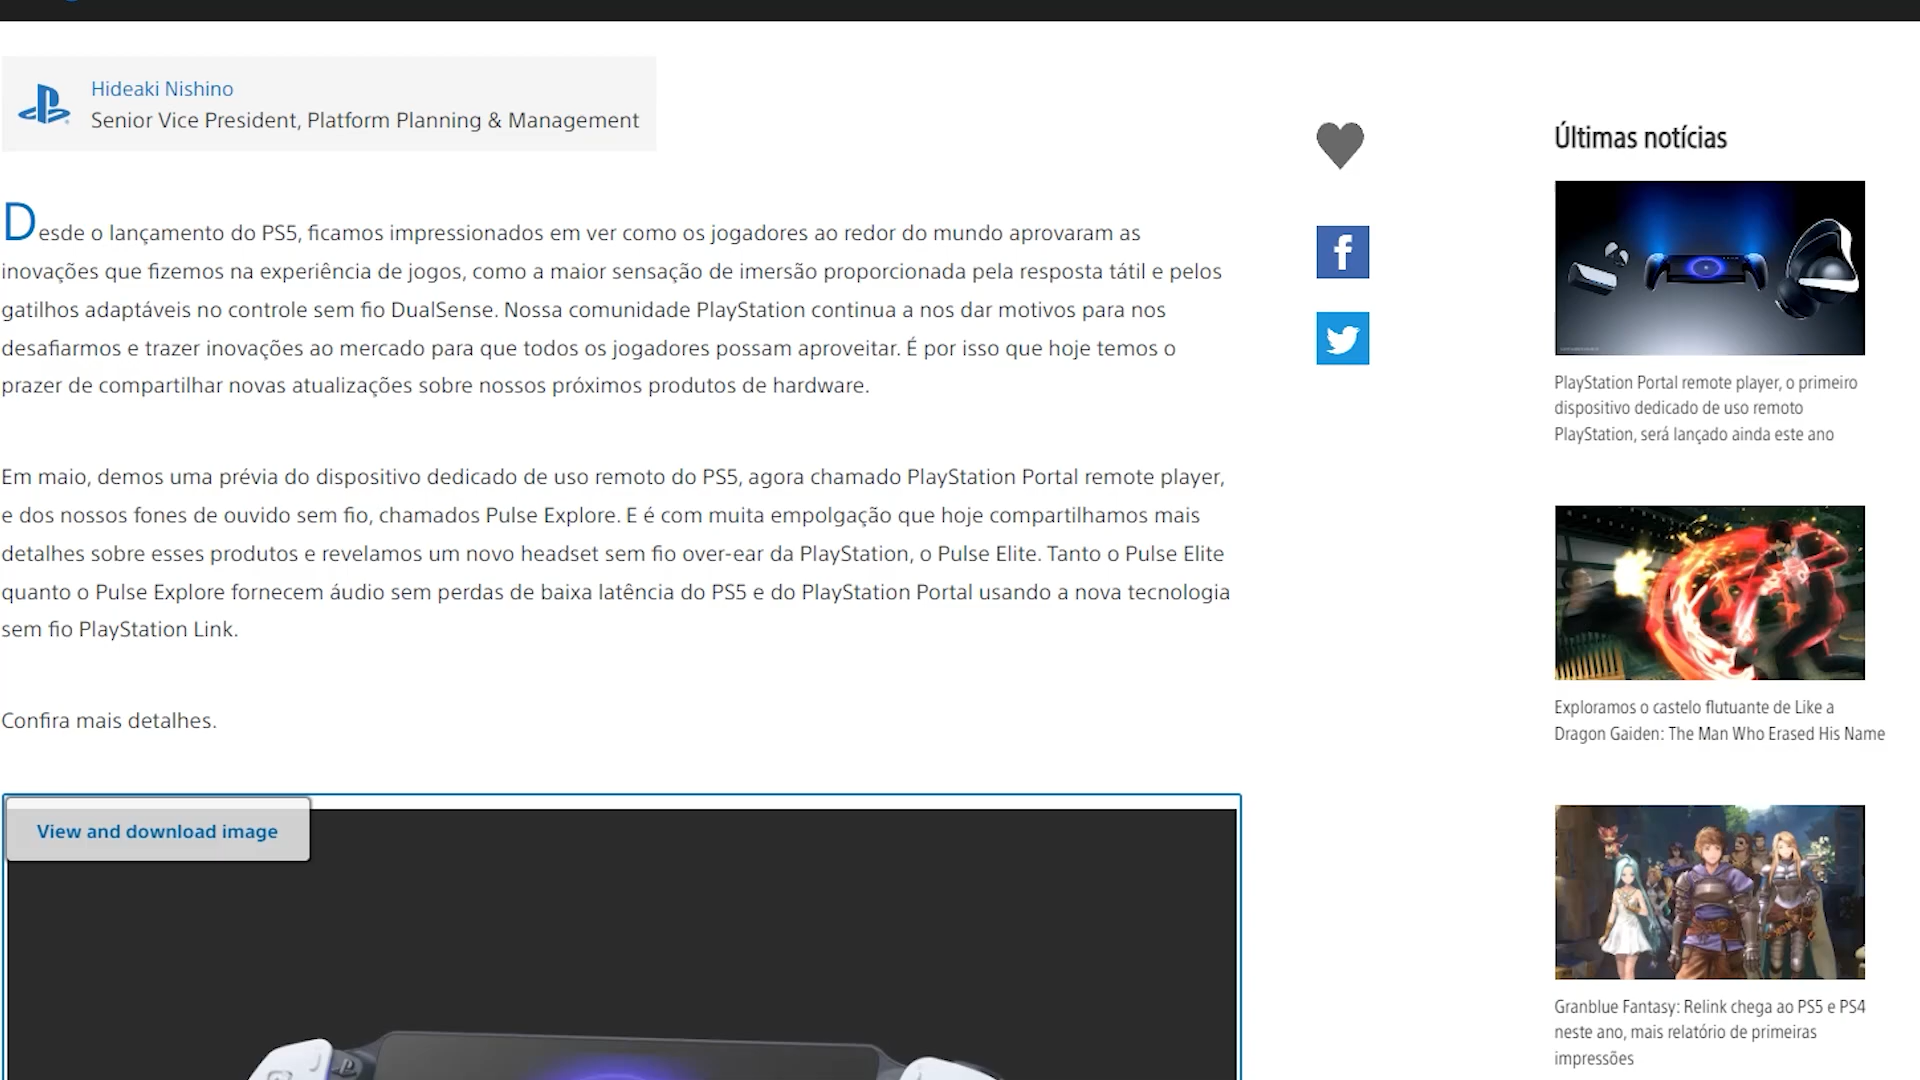 Hideaki Nishino
Senior Vice President, Platform Planning & Management
Desde o lançamento do PS5, ficamos impressionados em ver como os jogadores ao redor do mundo aprovaram as
inovações que fizemos na experiência de jogos, como a maior sensação de imersão proporcionada pela resposta tátil e pelos
gatilhos adaptáveis no controle sem fio DualSense. Nossa comunidade PlayStation continua a nos dar motivos para nos
desafiarmos e trazer inovações ao mercado para que todos os jogadores possam aproveitar. É por isso que hoje temos o
prazer de compartilhar novas atualizações sobre nossos próximos produtos de hardware.
Em maio, demos uma prévia do dispositivo dedicado de uso remoto do PS5, agora chamado PlayStation Portal remote player,
e dos nossos fones de ouvido sem fio, chamados Pulse Explore. E é com muita empolgação que hoje compartilhamos mais
detalhes sobre esses produtos e revelamos um novo headset sem fio over-ear da PlayStation, o Pulse Elite. Tanto o Pulse Elite
quanto o Pulse Explore fornecem áudio sem perdas de baixa latência do PS5 e do PlayStation Portal usando a nova tecnologia
sem fio PlayStation Link.
Confira mais detalhes.
View and download image
Últimas notícias
PlayStation Portal remote player, o primeiro
dispositivo dedicado de uso remoto
PlayStation, será lançado ainda este ano
Exploramos o castelo flutuante de Like a
Dragon Gaiden: The Man Who Erased His Name
Granblue Fantasy: Relink chega ao PS5 e PS4
neste ano, mais relatório de primeiras
impressões